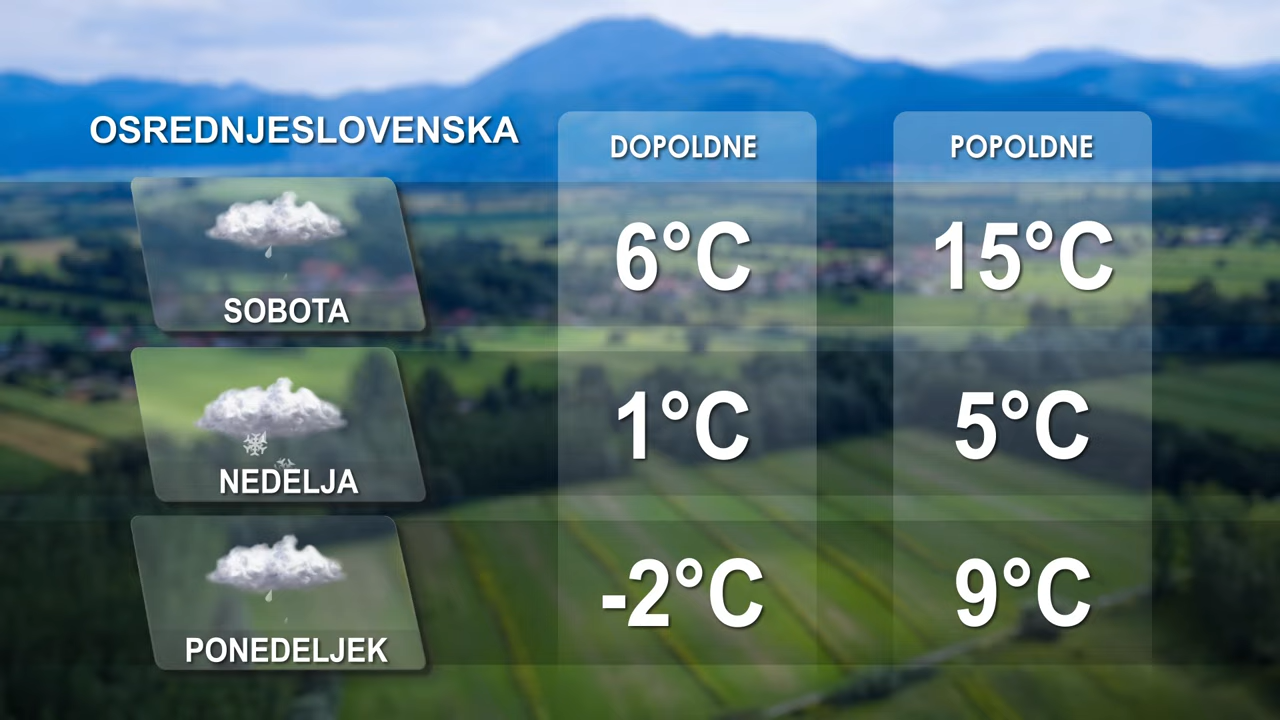 OSREDNJESLOVENSKA
DOPOLDNE
POPOLDNE
SOBOTA
6°C
15°C
NEDELJA
1°C
5°C
PONEDELJEK
-2°C
9°C